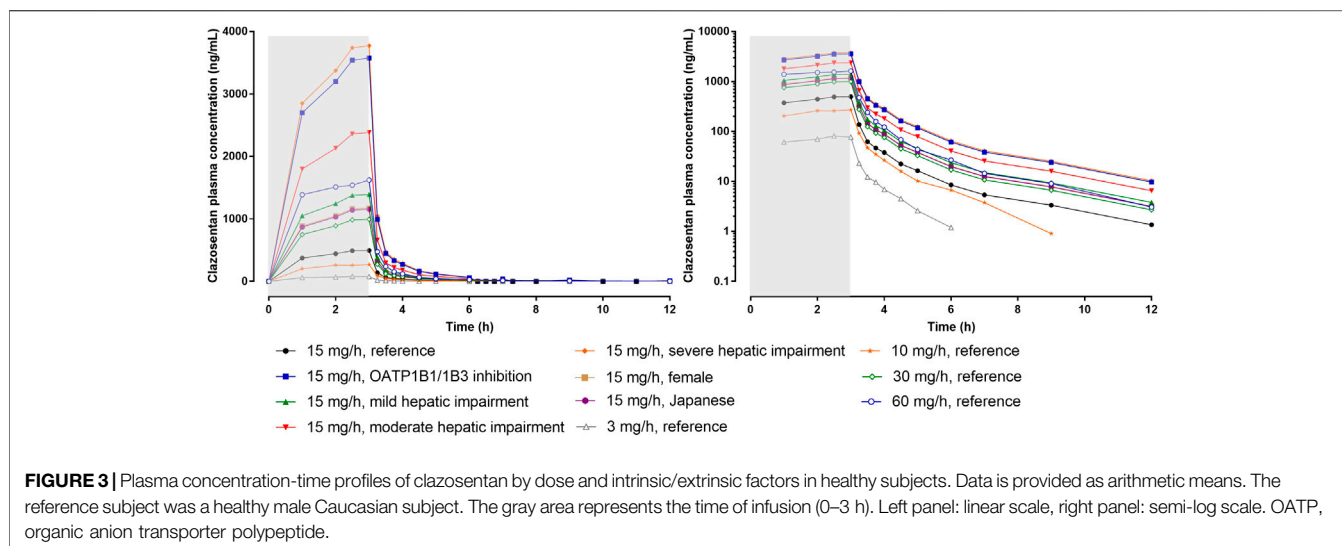 4000
3000
2000
1000
0
Clazosentan plasma concentration (ng/mL)
0 2 4 6 8 10 12
Time (h)
10000
1000
100
10
1
0.1
Clazosentan plasma concentration (ng/mL)
0 2 4 6 8 10 12
Time (h)
15 mg/h, reference
15 mg/h, OATP1B1/1B3 inhibition
15 mg/h, mild hepatic impairment
15 mg/h, moderate hepatic impairment
15 mg/h, severe hepatic impairment
15 mg/h, female
15 mg/h, Japanese
3 mg/h, reference
10 mg/h, reference
30 mg/h, reference
60 mg/h, reference
FIGURE 3 | Plasma concentration-time profiles of clazosentan by dose and intrinsic/extrinsic factors in healthy subjects. Data is provided as arithmetic means. The
reference subject was a healthy male Caucasian subject. The gray area represents the time of infusion (0–3 h). Left panel: linear scale, right panel: semi-log scale. OATP,
organic anion transporter polypeptide.